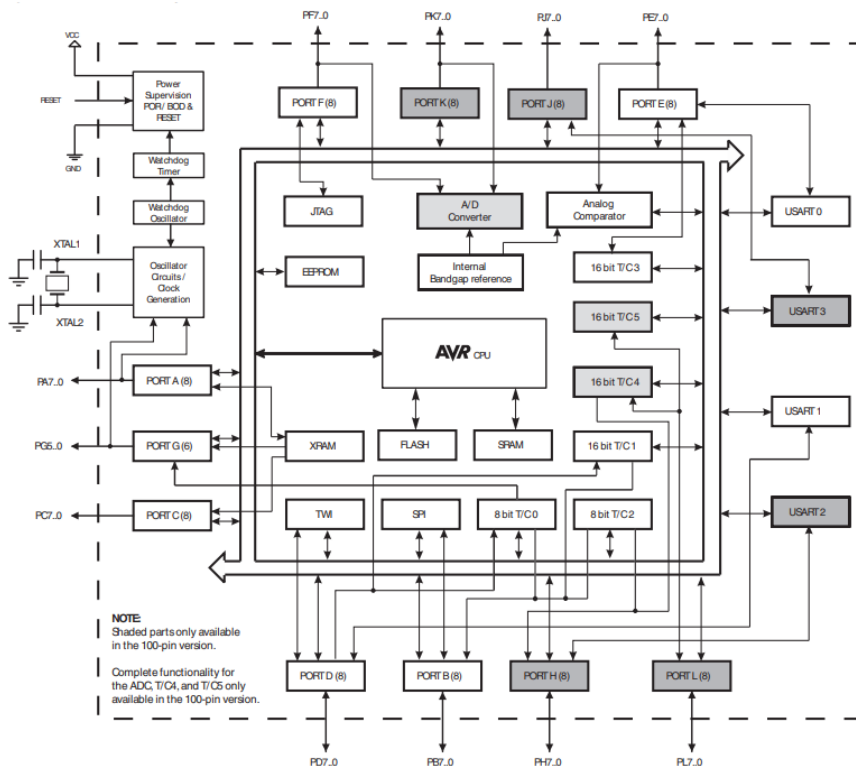 PF7..0
PK7..0
PJ7..0
PE7..0
VCC
RESET
GND
Power
Supervision
POR/ BOD &
RESET
PORT F (8)
PORT K (8)
PORT J (8)
PORT E (8)
Watchdog
Timer
Watchdog
Oscillator
XTAL1
XTAL2
Oscillator
Circuits /
Clock
Generation
JTAG
A/D
Converter
Analog
Comparator
USART 0
EEPROM
Internal
Bandgap reference
16 bit T/C3
16 bit T/C5
USART 3
AVR CPU
16 bit T/C4
PA7..0
PORT A (8)
USART 1
PG5..0
PORT G (6)
XRAM
FLASH
SRAM
16 bit T/C1
PC7..0
PORT C (8)
TWI
SPI
8 bit T/C0
8 bit T/C2
USART 2
NOTE:
Shaded parts only available
in the 100-pin version.
Complete functionality for
the ADC, T/C4, and T/C5 only
available in the 100-pin version.
PORT D (8)
PORT B (8)
PORT H (8)
PORT L (8)
PD7..0
PB7..0
PH7..0
PL7..0